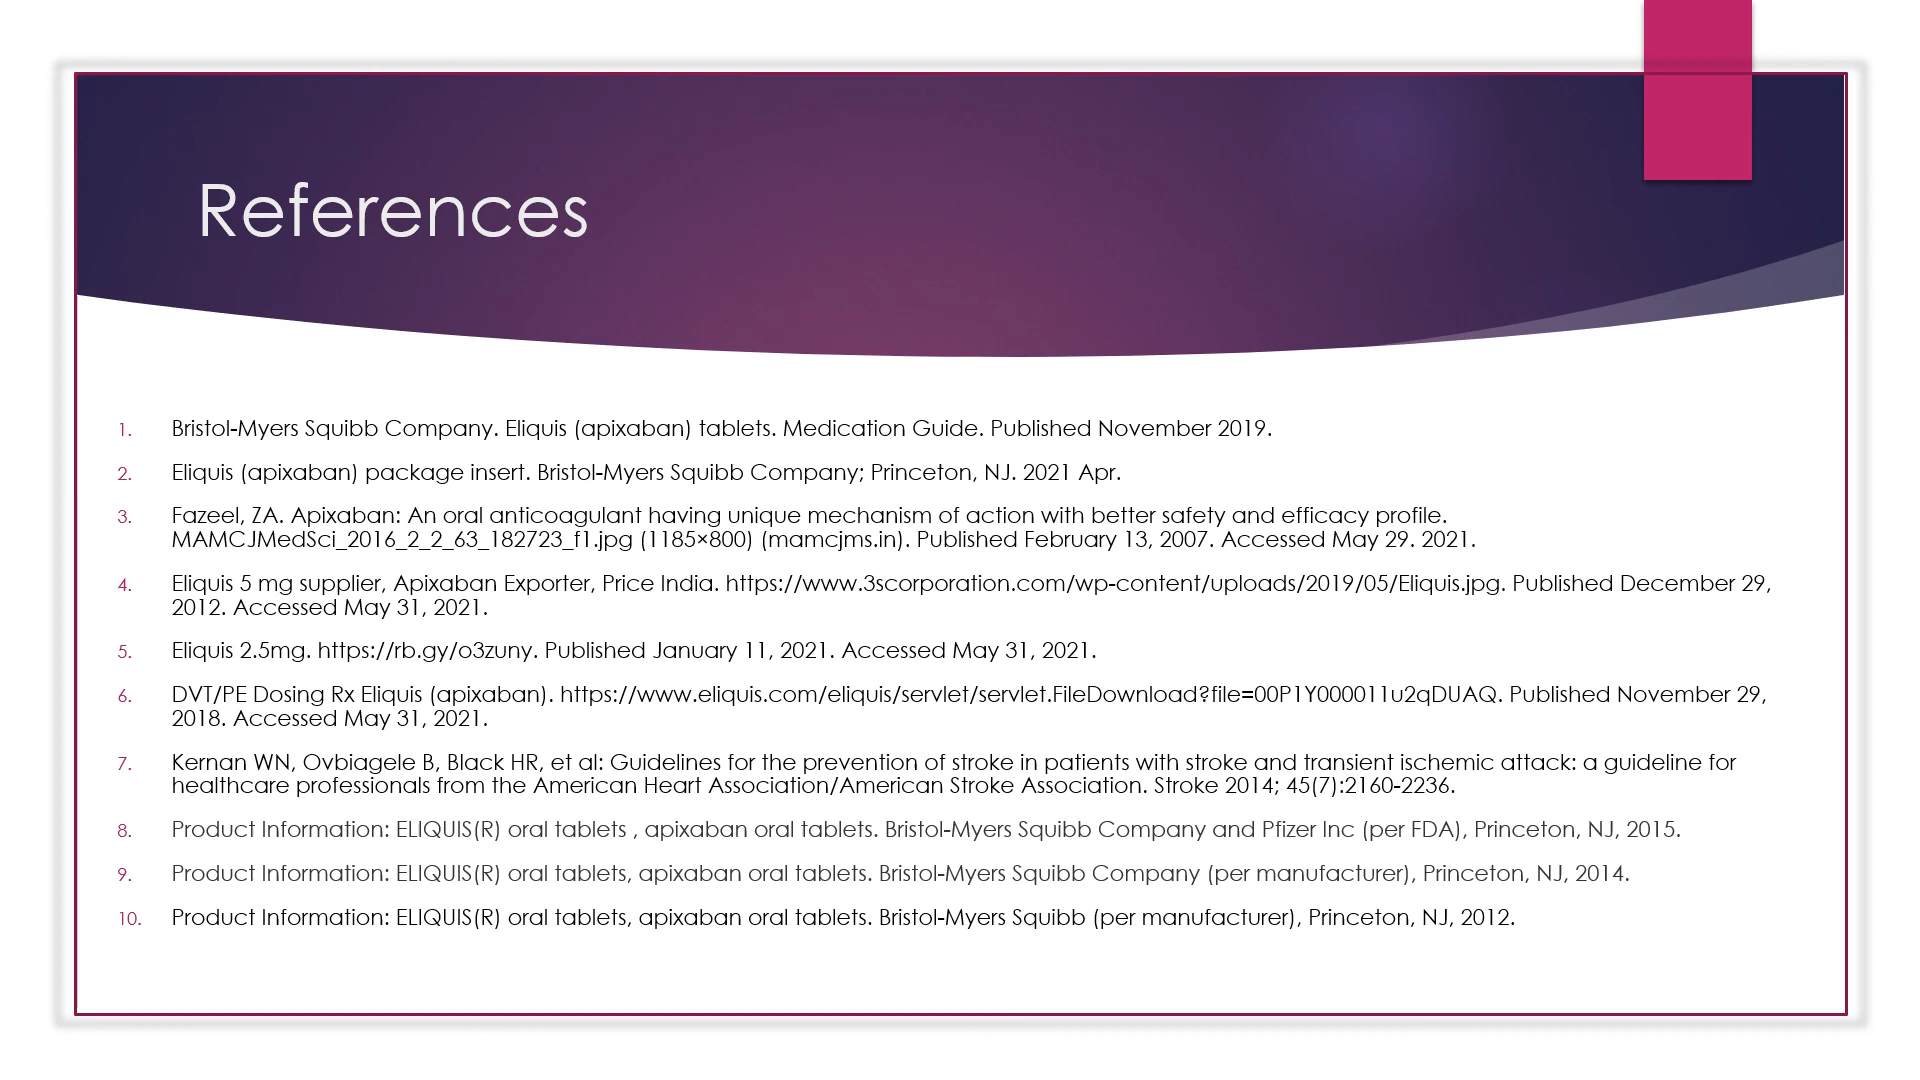 References
1. Bristol-Myers Squibb Company. Eliquis (apixaban) tablets. Medication Guide. Published November 2019.
2. Eliquis (apixaban) package insert. Bristol-Myers Squibb Company; Princeton, NJ. 2021 Apr.
3. Fazeel, ZA. Apixaban: An oral anticoagulant having unique mechanism of action with better safety and efficacy profile.
MAMCJMedSci_2016_2_2_63_182723_f1.jpg (1185×800) (mamcjms.in). Published February 13, 2007. Accessed May 29. 2021.
4. Eliquis 5 mg supplier, Apixaban Exporter, Price India. https://www.3scorporation.com/wp-content/uploads/2019/05/Eliquis.jpg. Published December 29,
2012. Accessed May 31, 2021.
5. Eliquis 2.5mg. https://rb.gy/o3zuny. Published January 11, 2021. Accessed May 31, 2021.
6. DVT/PE Dosing Rx Eliquis (apixaban). https://www.eliquis.com/eliquis/servlet/servlet.FileDownload?file=00P1Y000011u2qDUAQ. Published November 29,
2018. Accessed May 31, 2021.
7. Kernan WN, Ovbiagele B, Black HR, et al: Guidelines for the prevention of stroke in patients with stroke and transient ischemic attack: a guideline for
healthcare professionals from the American Heart Association/American Stroke Association. Stroke 2014; 45(7):2160-2236.
8. Product Information: ELIQUIS(R) oral tablets , apixaban oral tablets. Bristol-Myers Squibb Company and Pfizer Inc (per FDA), Princeton, NJ, 2015.
9. Product Information: ELIQUIS(R) oral tablets, apixaban oral tablets. Bristol-Myers Squibb Company (per manufacturer), Princeton, NJ, 2014.
10. Product Information: ELIQUIS(R) oral tablets, apixaban oral tablets. Bristol-Myers Squibb (per manufacturer), Princeton, NJ, 2012.